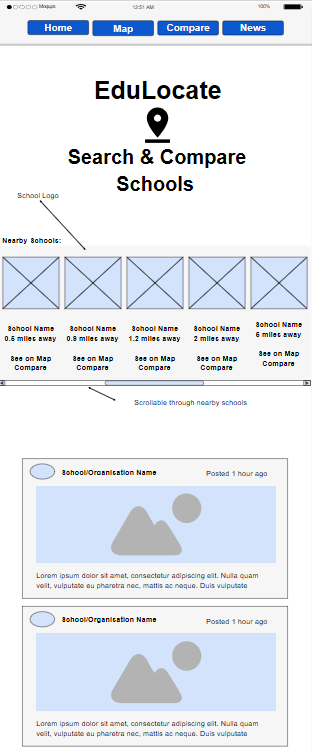 Moqups 12:51 AM 100%
Home Map Compare News
EduLocate
Search & Compare
Schools
School Logo
Nearby Schools:
School Name School Name School Name School Name School Name
0.5 miles away 0.9 miles away 1.2 miles away 2 miles away 5 miles away
See on Map See on Map See on Map See on Map See on Map
Compare Compare Compare Compare Compare
Scrollable through nearby schools
School/Organisation Name Posted 1 hour ago
Lorem ipsum dolor sit amet, consectetur adipiscing elit. Nulla quam
velit, vulputate eu pharetra nec, mattis ac neque. Duis vulputate
School/Organisation Name Posted 1 hour ago
Lorem ipsum dolor sit amet, consectetur adipiscing elit. Nulla quam
velit, vulputate eu pharetra nec, mattis ac neque. Duis vulputate